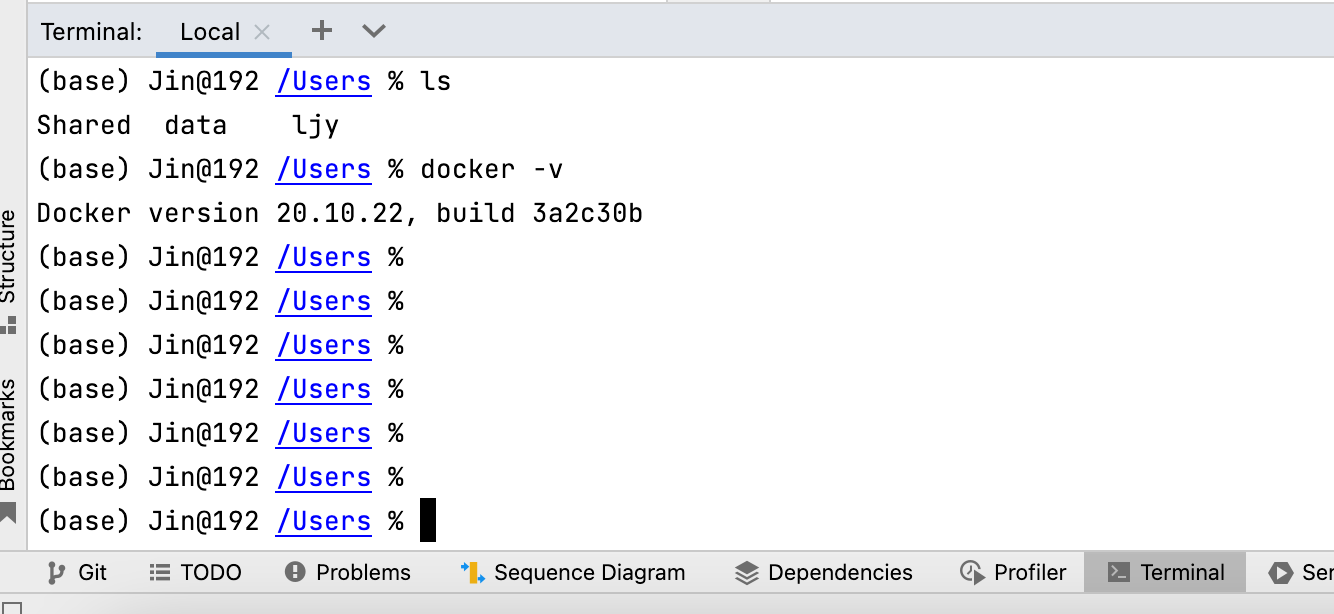 Terminal: Local
(base) Jin@192 /Users % ls
Shared data ljy
(base) Jin@192 /Users % docker -v
Docker version 20.10.22, build 3a2c30b
(base) Jin@192 /Users %
(base) Jin@192 /Users %
(base) Jin@192 /Users %
(base) Jin@192 /Users %
(base) Jin@192 /Users %
(base) Jin@192 /Users %
(base) Jin@192 /Users %
Structure
Bookmarks
Git TODO Problems Sequence Diagram Dependencies Profiler Terminal